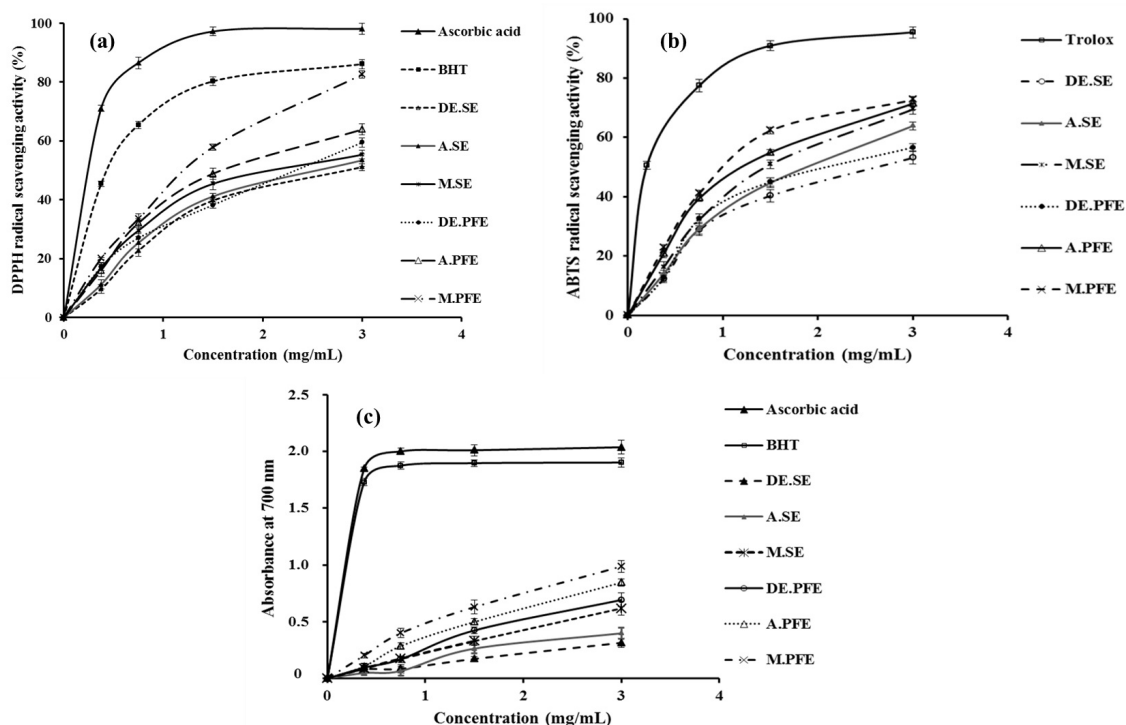 (a)
DPPH radical scavenging activity (%)
100
80
60
40
20
0
0 1 2 3 4
Concentration (mg/mL)
Ascorbic acid
BHT
DE.SE
A.SE
M.SE
DE.PFE
A.PFE
M.PFE
(b)
ABTS radical scavenging activity (%)
100
80
60
40
20
0
0 1 2 3 4
Concentration (mg/mL)
Trolox
DE.SE
A.SE
M.SE
DE.PFE
A.PFE
M.PFE
(c)
Absorbance at 700 nm
2.5
2.0
1.5
1.0
0.5
0
0 1 2 3 4
Concentration (mg/mL)
Ascorbic acid
BHT
DE.SE
A.SE
M.SE
DE.PFE
A.PFE
M.PFE